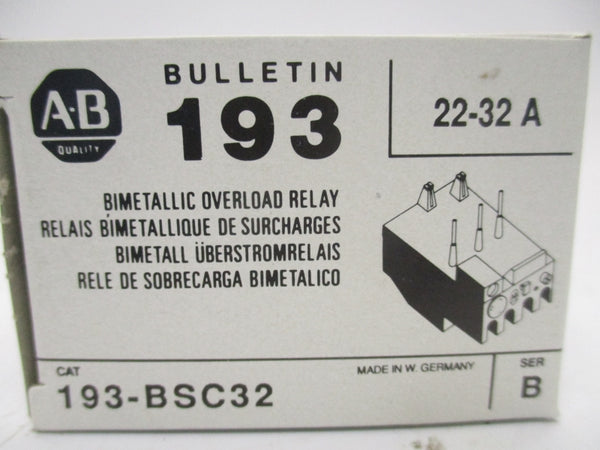 A·B
QUALITY
BULLETIN
193
22-32 A
BIMETALLIC OVERLOAD RELAY
RELAIS BIMETALLIQUE DE SURCHARGES
BIMETALL ÜBERSTROMRELAIS
RELE DE SOBRECARGA BIMETALICO
CAT
193-BSC32
MADE IN W. GERMANY
SER
B